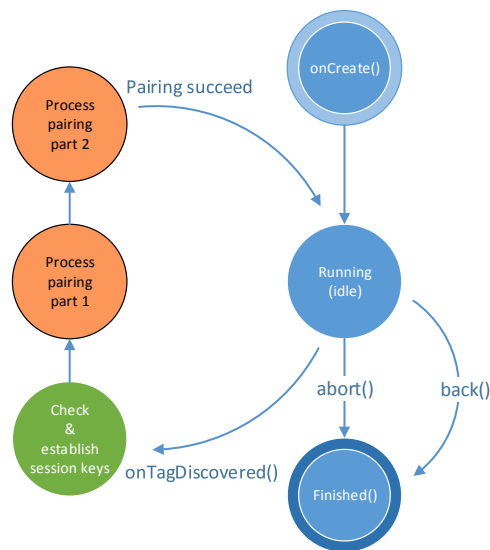 onCreate()
Pairing succeed
Process
pairing
part 2
Process
pairing
part 1
Running
(idle)
abort()
back()
Check
&
establish
session keys
onTagDiscovered()
Finished()